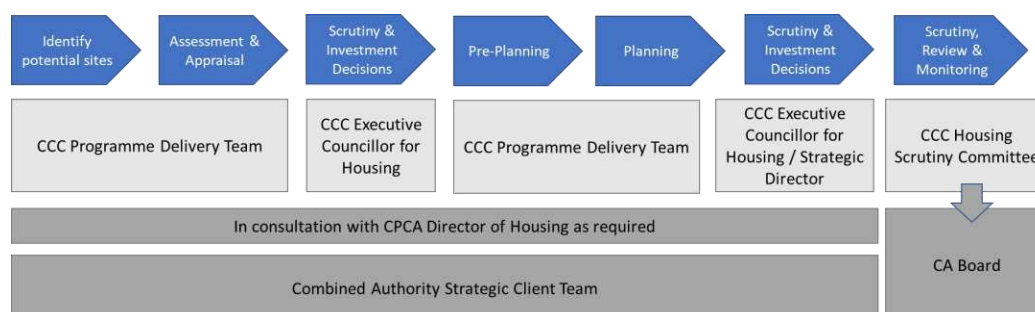 Identify
potential sites
Assessment &
Appraisal
Scrutiny &
Investment
Decisions
Pre-Planning
Planning
Scrutiny &
Investment
Decisions
Scrutiny,
Review &
Monitoring
CCC Programme Delivery Team
CCC Executive
Councillor for
Housing
CCC Programme Delivery Team
CCC Executive
Councillor for
Housing / Strategic
Director
CCC Housing
Scrutiny Committee
In consultation with CPCA Director of Housing as required
CA Board
Combined Authority Strategic Client Team